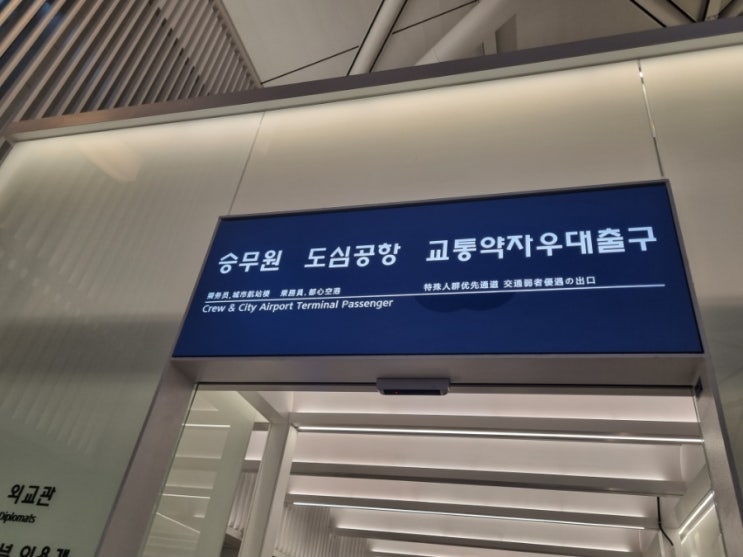 승무원 도심공항 교통약자우대출구
乘务员,城市航站楼 乗務員,都心空港 特殊人群优先通道 交通弱者優遇の出口
Crew & City Airport Terminal Passenger
외교관
Diplomats